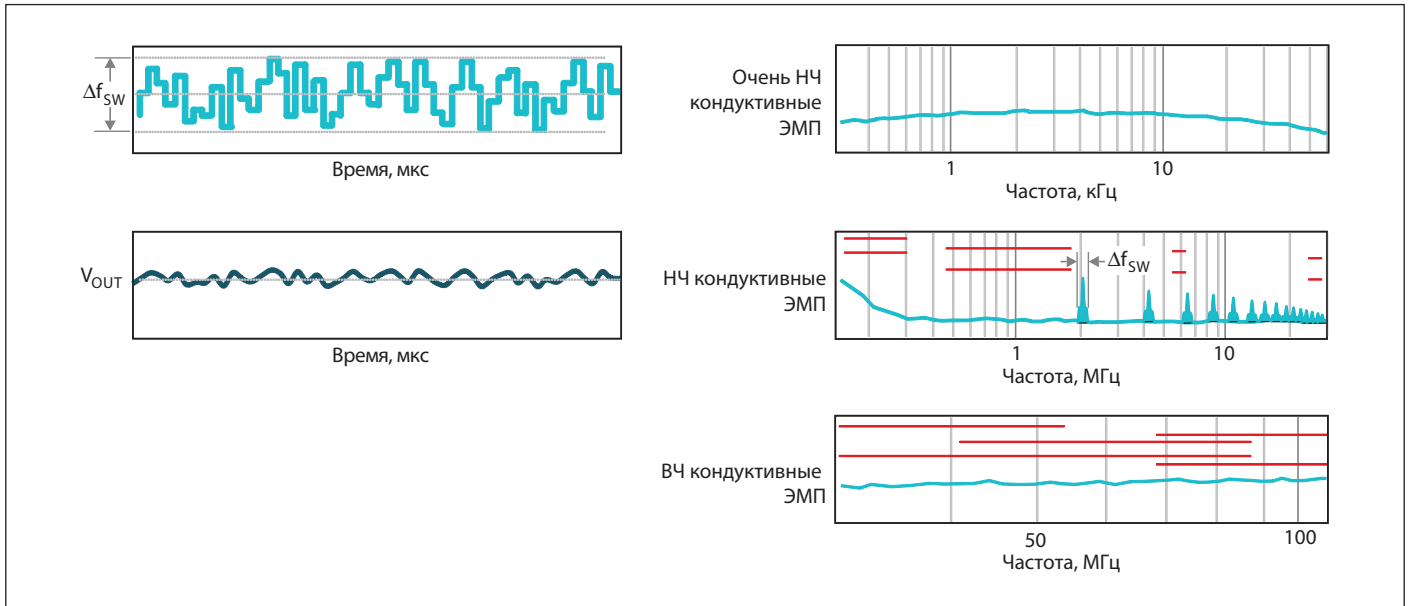 Δf_SW
Время, мкс
V_OUT
Время, мкс
Очень НЧ
кондуктивные
ЭМП
1
10
Частота, кГц
НЧ кондуктивные
ЭМП
Δf_SW
1
10
Частота, МГц
ВЧ кондуктивные
ЭМП
50
100
Частота, МГц